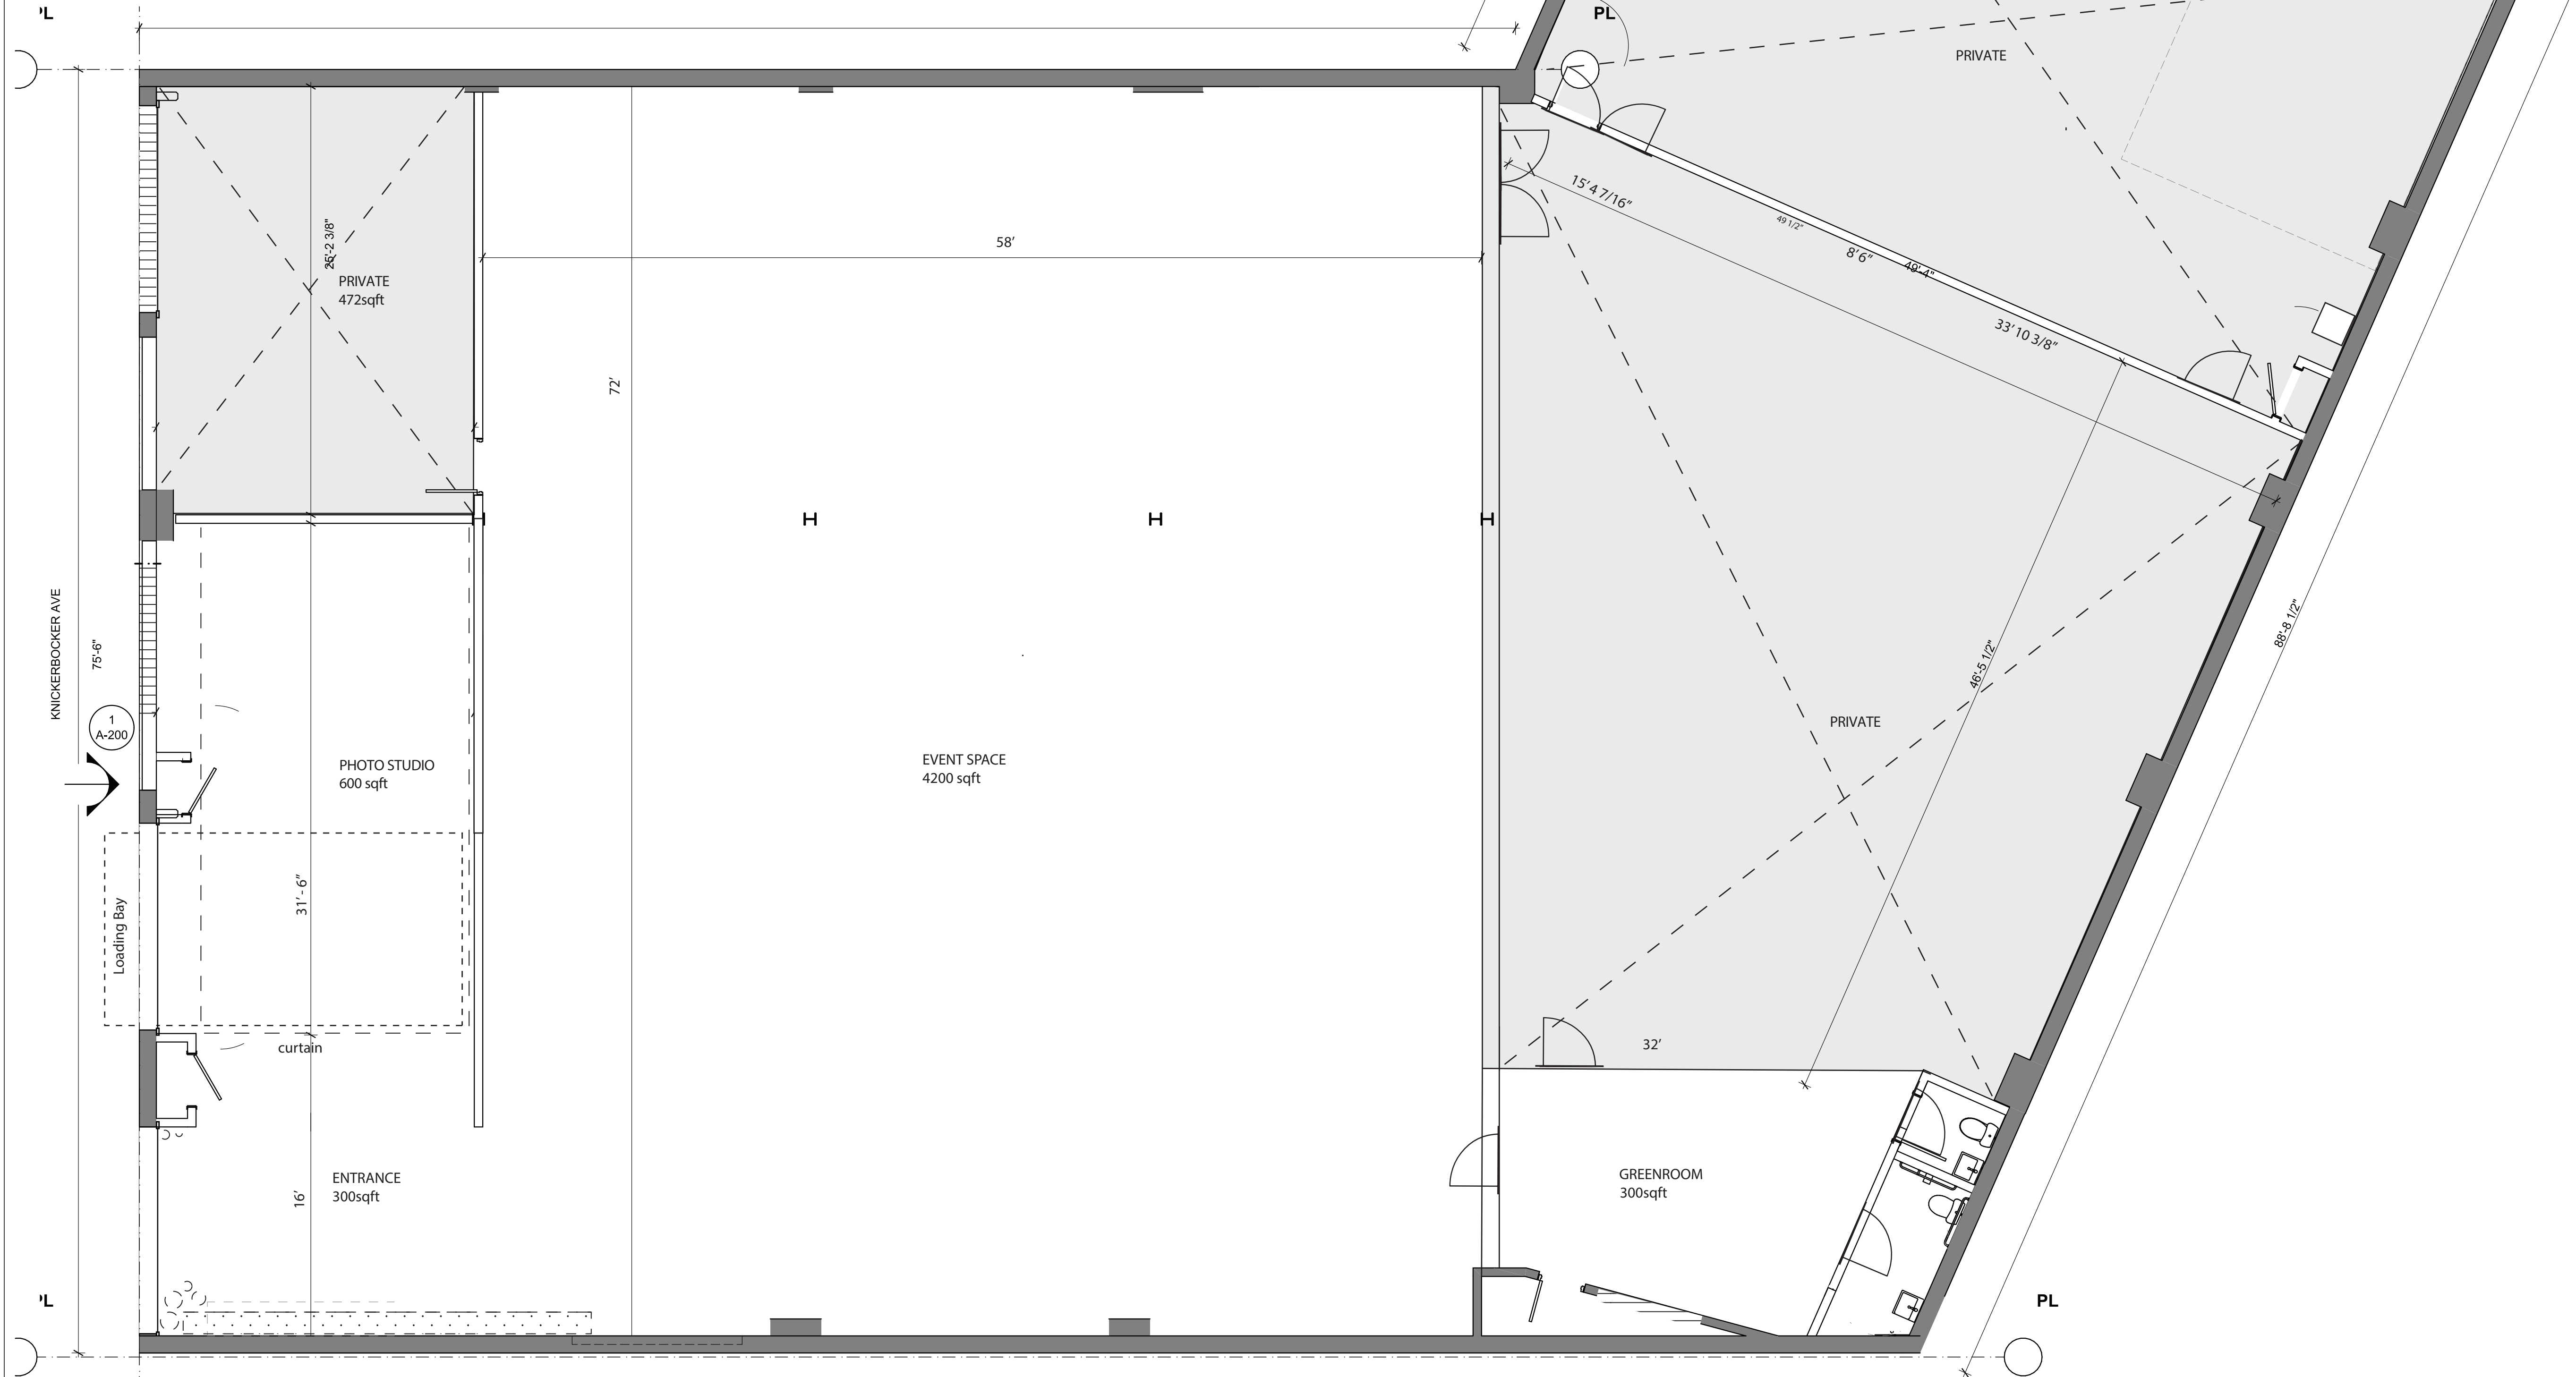 PL
PL
PRIVATE
15' 4 7/16"
49 1/2"
8' 6"
49'-4"
33' 10 3/8"
58'
25'-2 3/8"
PRIVATE
472sqft
72'
H
H
H
H
KNICKERBOCKER AVE
75'-6"
88'-8 1/2"
46'-5 1/2"
1
A-200
PRIVATE
PHOTO STUDIO
600 sqft
EVENT SPACE
4200 sqft
Loading Bay
31' - 6"
curtain
32'
ENTRANCE
300sqft
16'
GREENROOM
300sqft
PL
PL